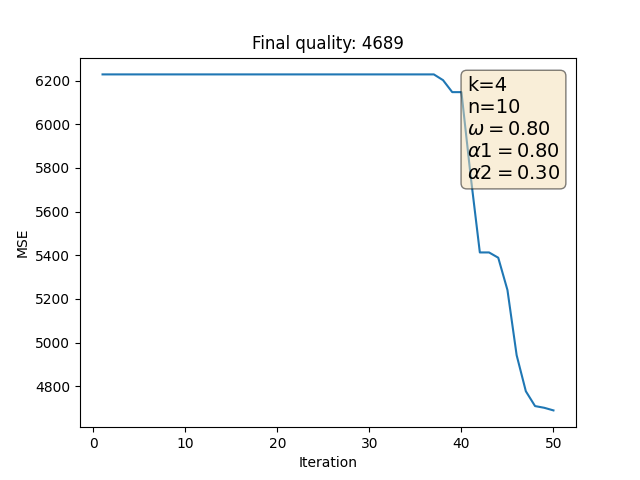 Final quality: 4689
6200
6000
5800
5600
5400
5200
5000
4800
MSE
k=4
n=10
ω = 0.80
α1 = 0.80
α2 = 0.30
0 10 20 30 40 50
Iteration